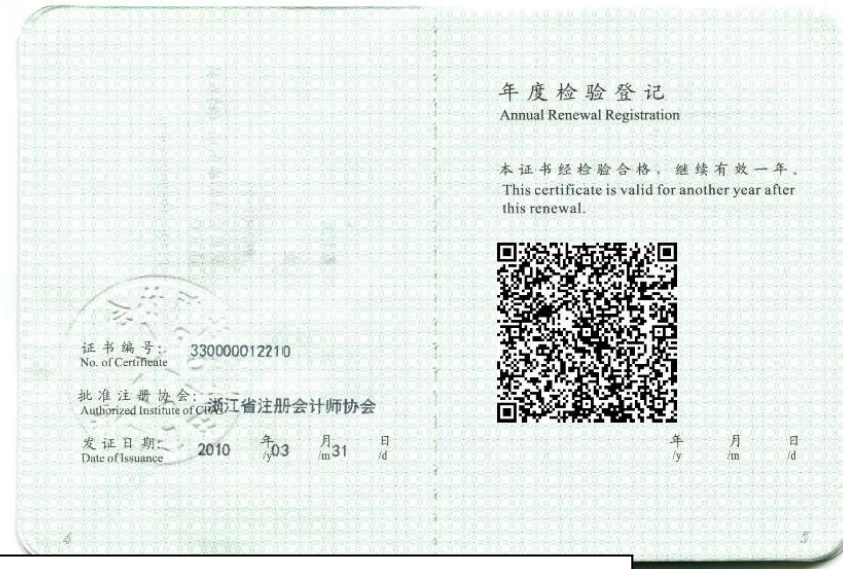 证书编号：
No. of Certificate
330000012210
批准注册协会：
Authorized Institute of CPAs
浙江省注册会计师协会
发证日期：
Date of Issuance
2010 年 03 月 31 日
/y /m /d
年度检验登记
Annual Renewal Registration
本证书经检验合格，继续有效一年。
This certificate is valid for another year after
this renewal.
年 月 日
/y /m /d
5